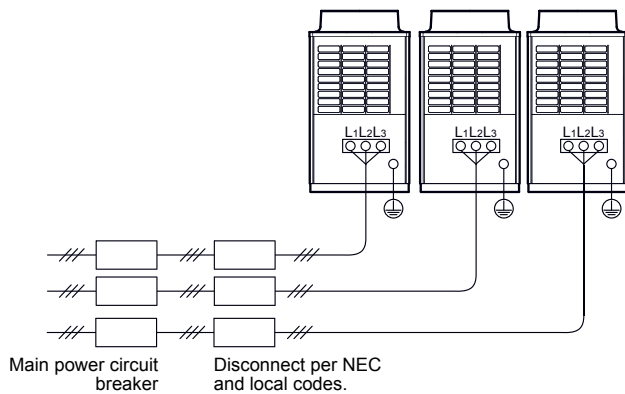 L1L2L3 L1L2L3 L1L2L3
Main power circuit
breaker
Disconnect per NEC
and local codes.